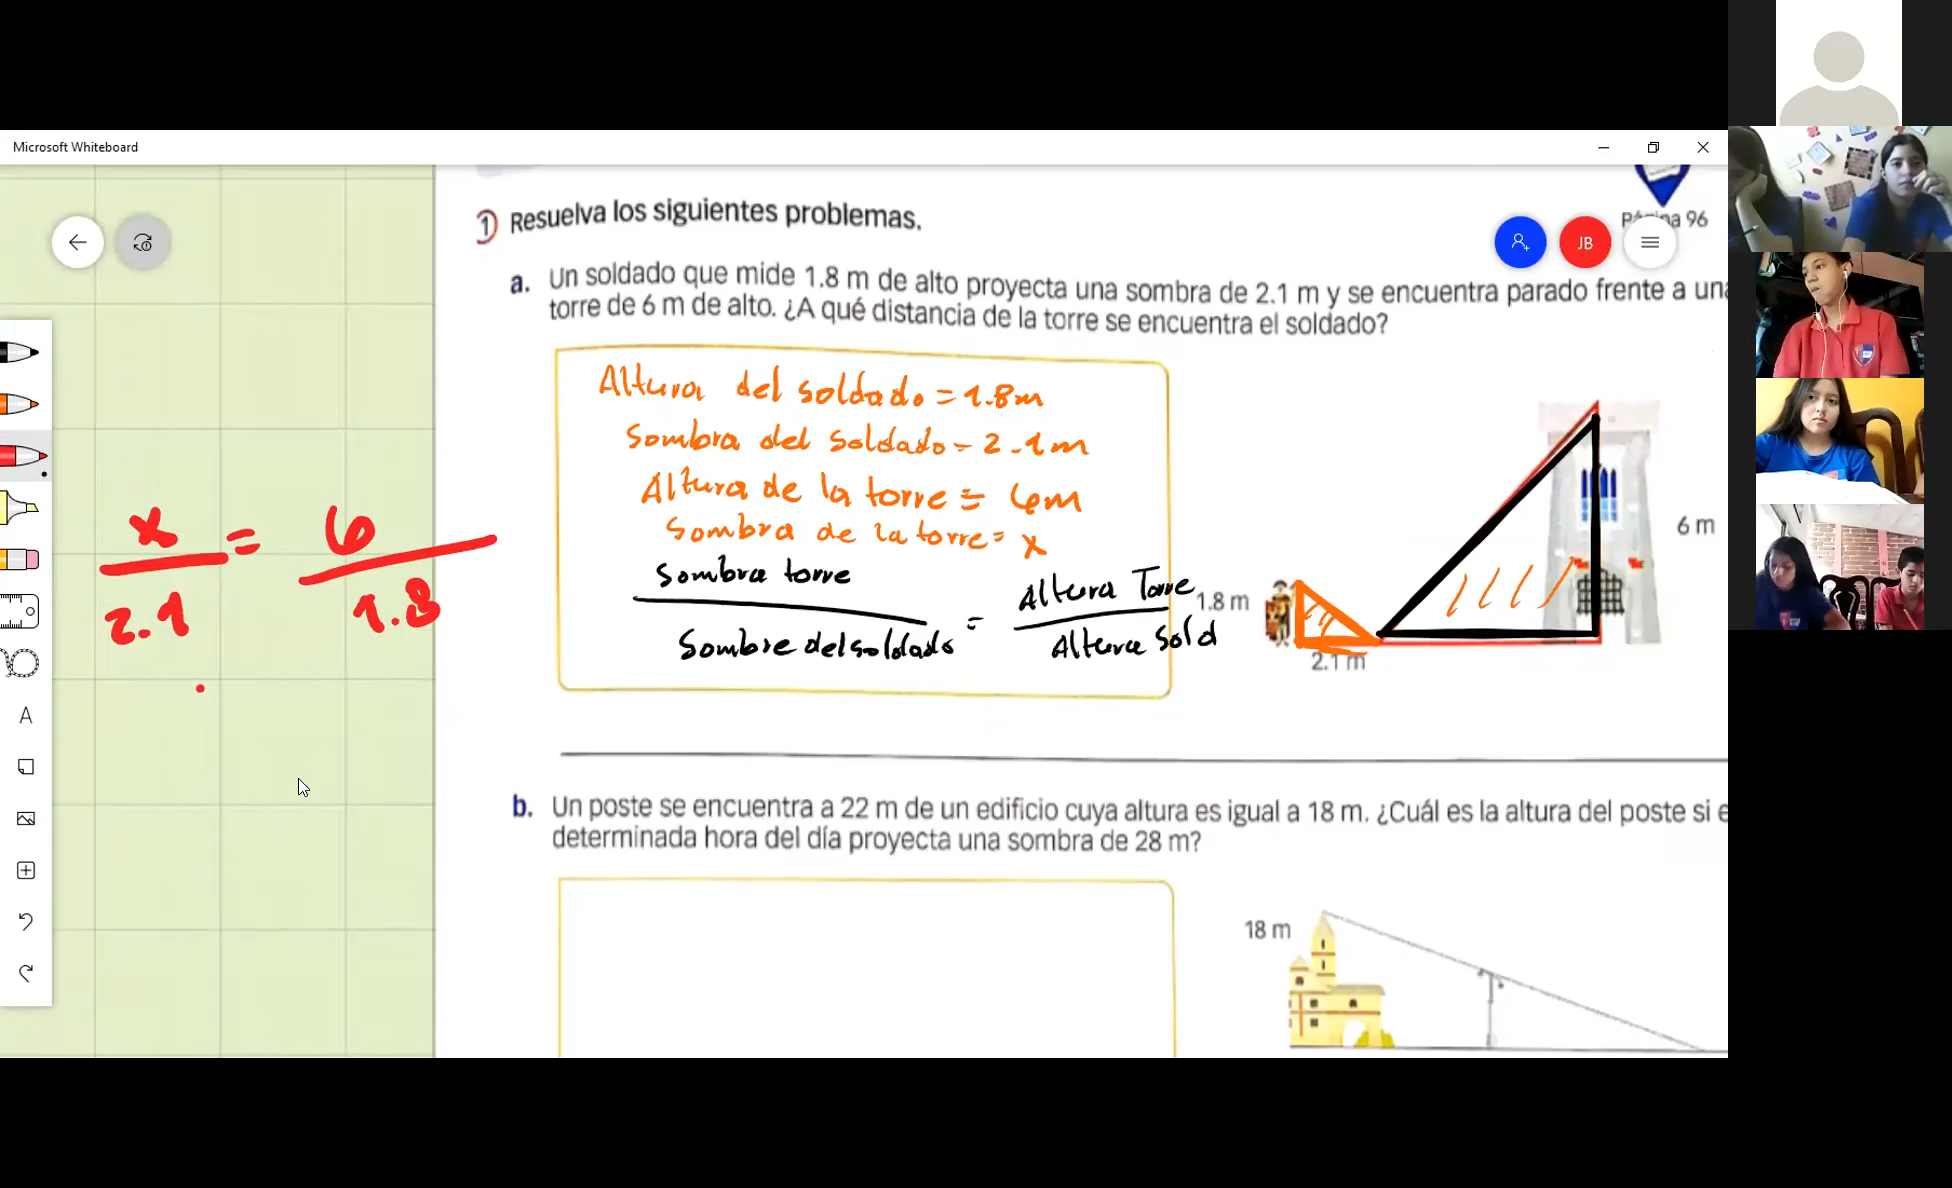 Microsoft Whiteboard
1 Resuelva los siguientes problemas.
Página 96
JB
a. Un soldado que mide 1.8 m de alto proyecta una sombra de 2.1 m y se encuentra parado frente a una
torre de 6 m de alto. ¿A qué distancia de la torre se encuentra el soldado?
Altura del soldado = 1.8m
Sombra del soldado = 2.1m
Altura de la torre = 6m
Sombra de la torre = x
Sombra torre
Sombre del soldado
=
Altura Torre
Altura Sold
x
2.1
=
6
1.8
1.8 m
2.1 m
6 m
A
b. Un poste se encuentra a 22 m de un edificio cuya altura es igual a 18 m. ¿Cuál es la altura del poste si
determinada hora del día proyecta una sombra de 28 m?
18 m